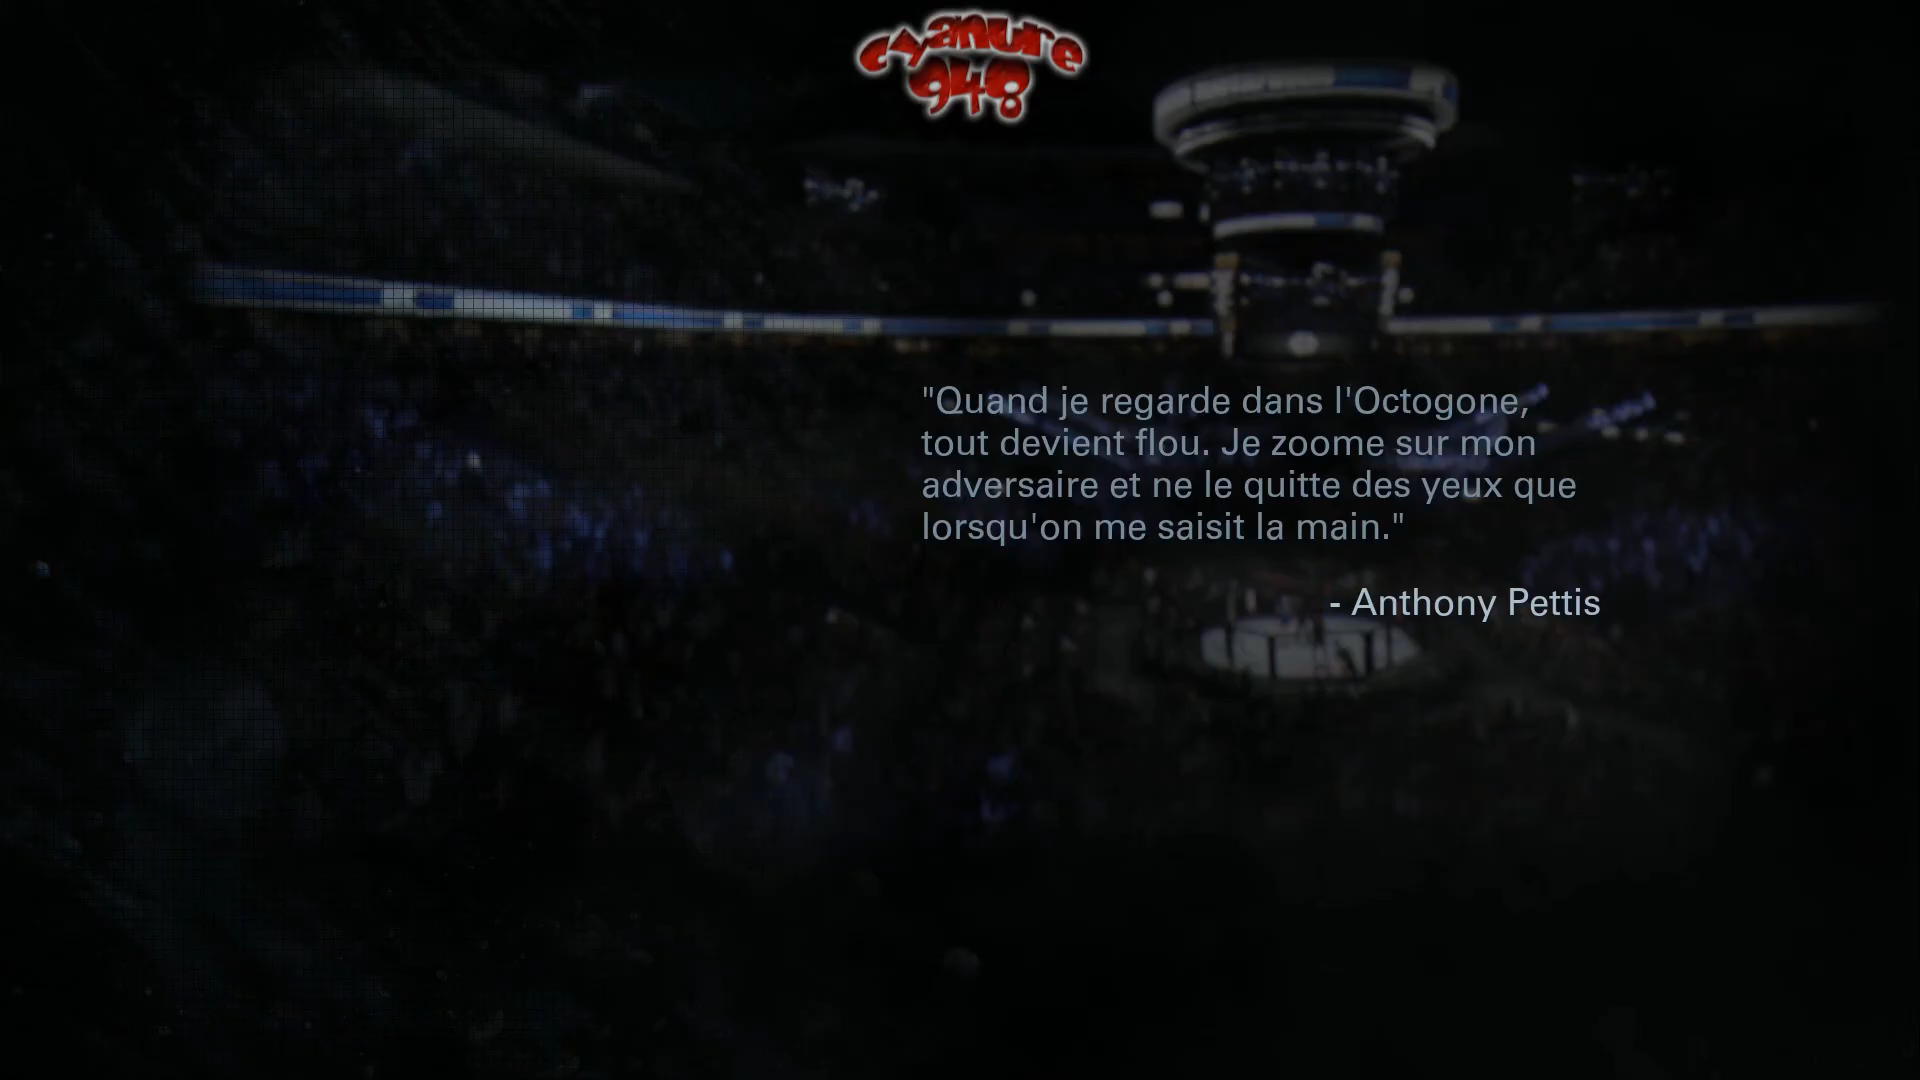 cyanure
948
"Quand je regarde dans l'Octogone,
tout devient flou. Je zoome sur mon
adversaire et ne le quitte des yeux que
lorsqu'on me saisit la main."
- Anthony Pettis